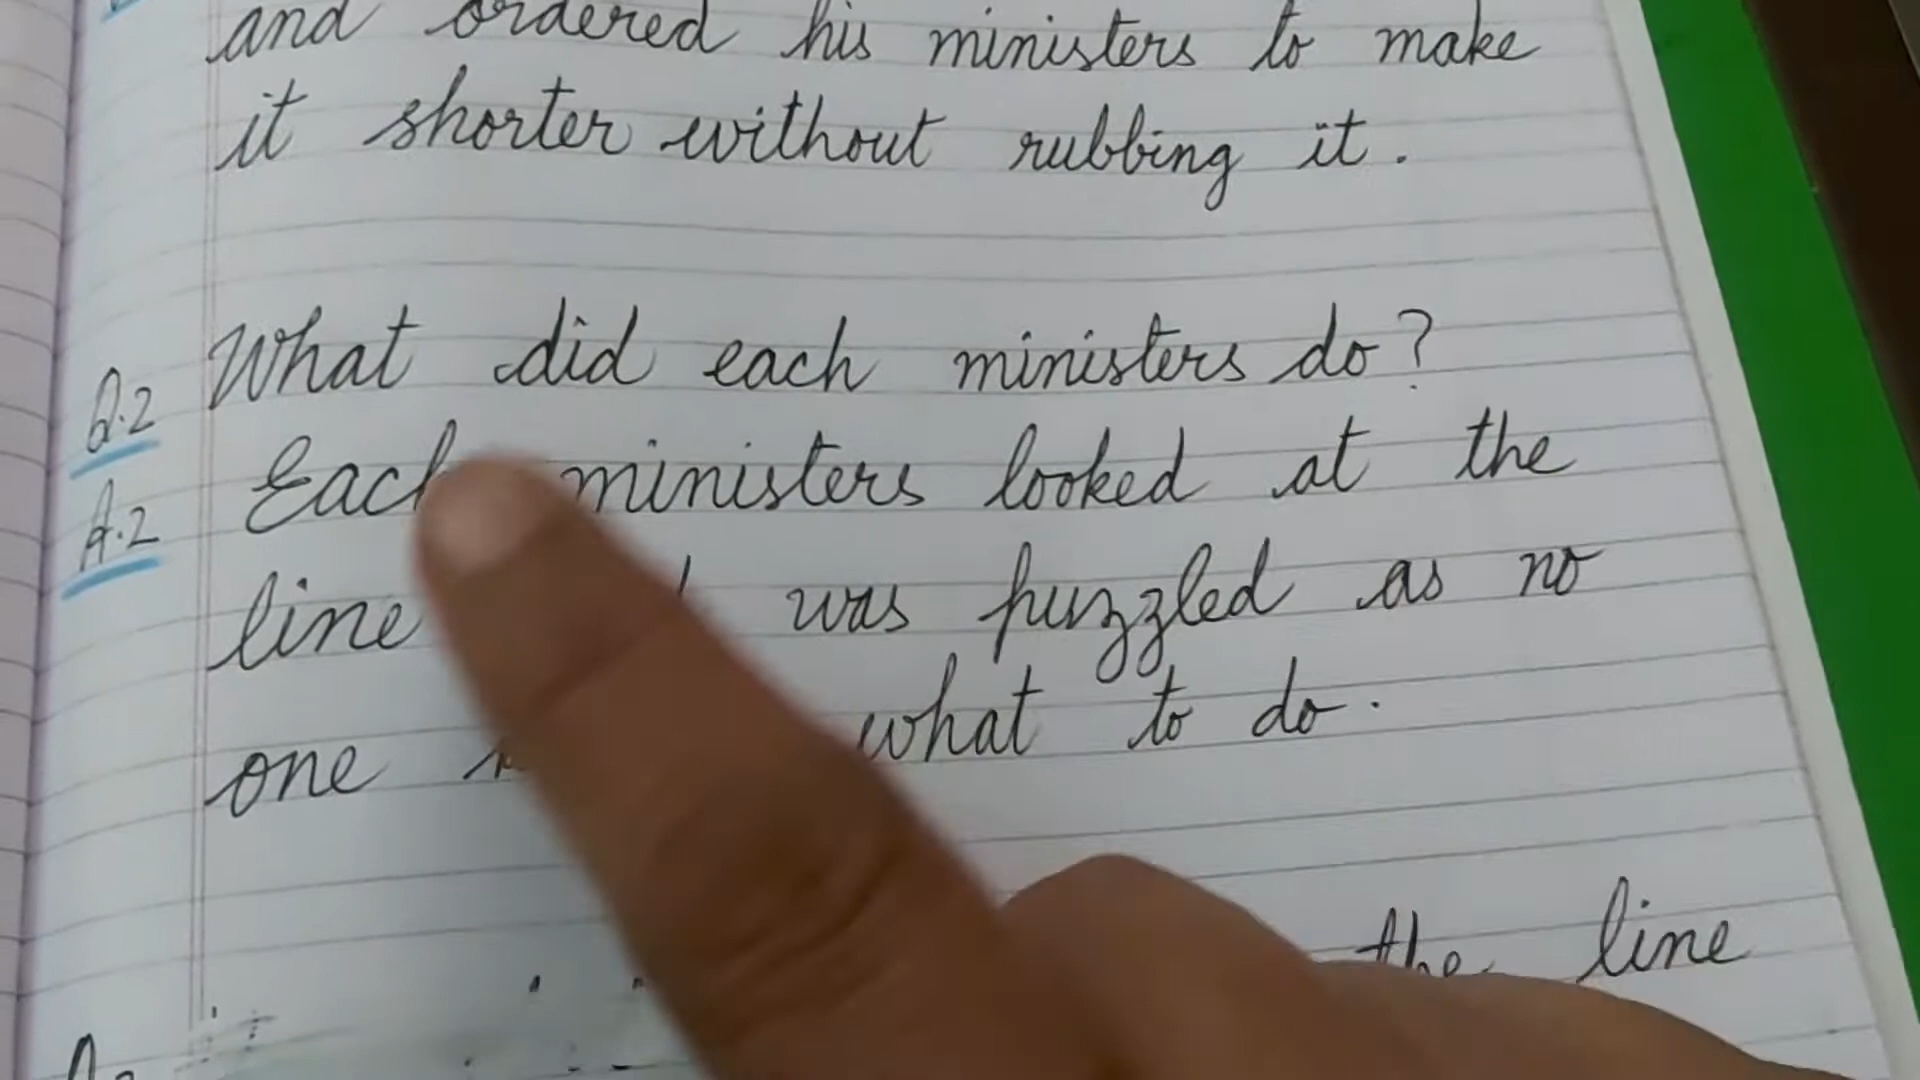 and ordered his ministers to make
it shorter without rubbing it.
Q.2 What did each ministers do?
A.2 Each ministers looked at the
line was puzzled as no
one what to do.
the line